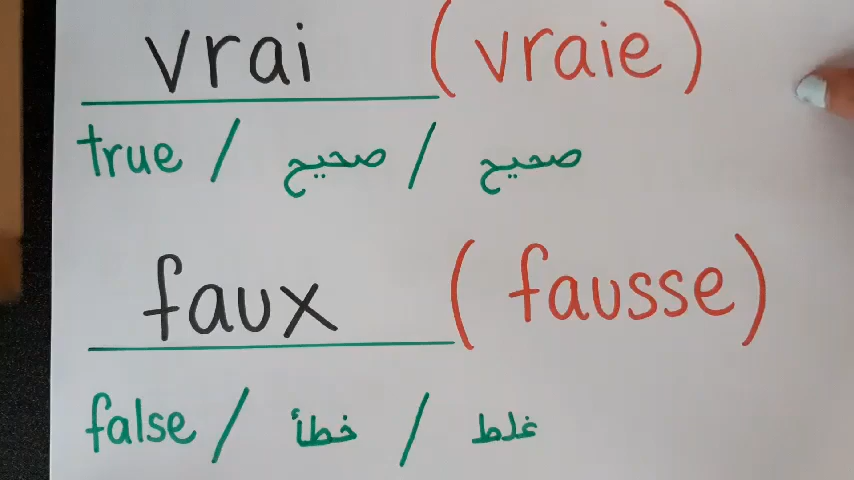 vrai (vraie)
true / صحيح / صحيح
faux (fausse)
false / خطأ / غلط